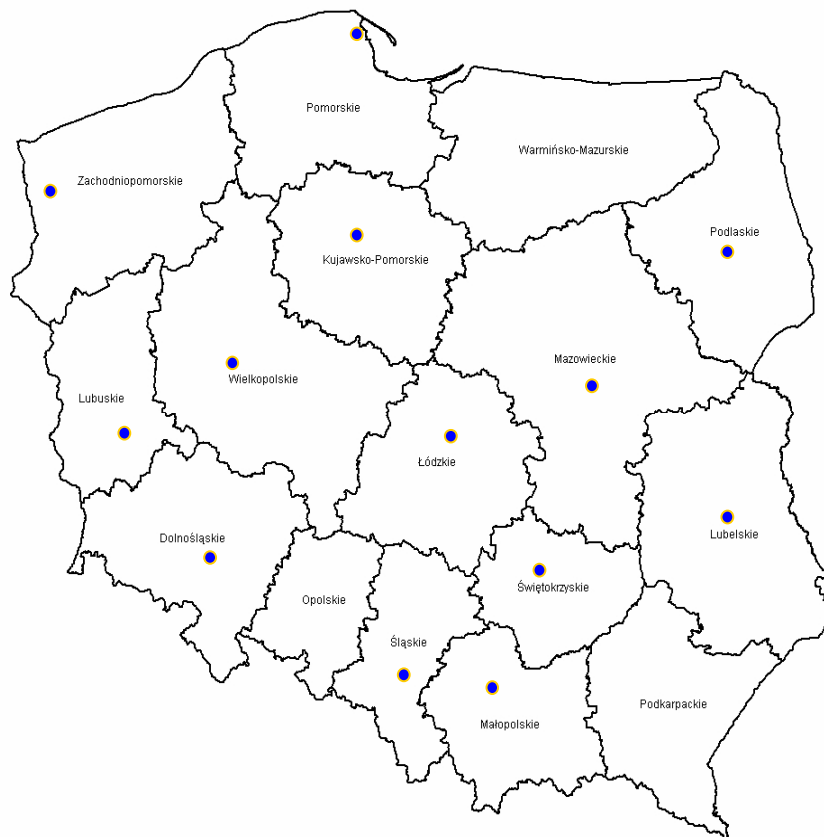 Pomorskie
Warmińsko-Mazurskie
Zachodniopomorskie
Podlaskie
Kujawsko-Pomorskie
Mazowieckie
Wielkopolskie
Lubuskie
Łódzkie
Lubelskie
Dolnośląskie
Świętokrzyskie
Opolskie
Śląskie
Podkarpackie
Małopolskie